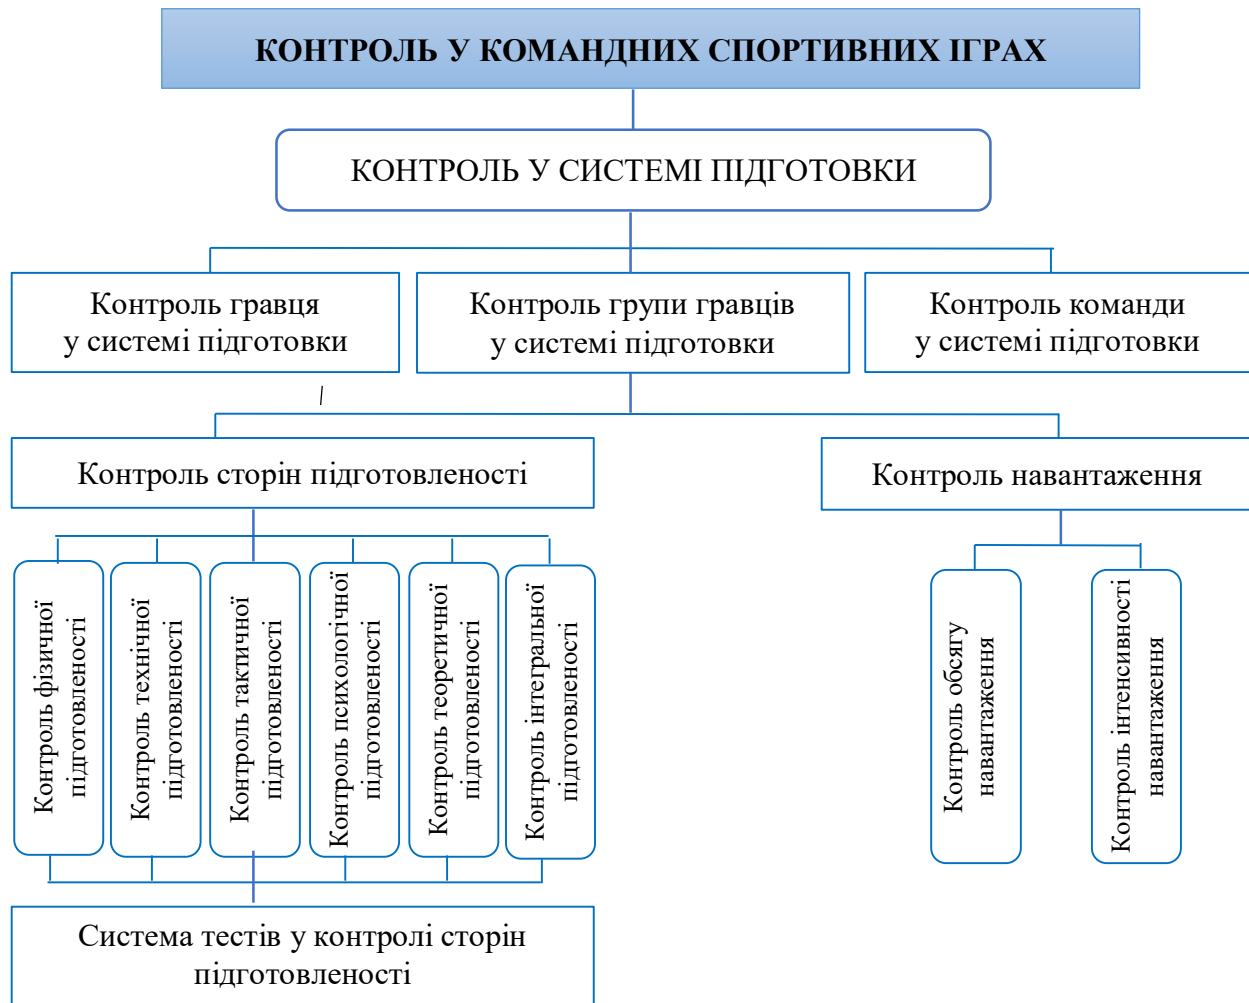 КОНТРОЛЬ У КОМАНДНИХ СПОРТИВНИХ ІГРАХ
КОНТРОЛЬ У СИСТЕМІ ПІДГОТОВКИ
Контроль гравця
у системі підготовки
Контроль групи гравців
у системі підготовки
Контроль команди
у системі підготовки
Контроль сторін підготовленості
Контроль навантаження
Контроль фізичної
підготовленості
Контроль технічної
підготовленості
Контроль тактичної
підготовленості
Контроль психологічної
підготовленості
Контроль теоретичної
підготовленості
Контроль інтегральної
підготовленості
Контроль обсягу
навантаження
Контроль інтенсивності
навантаження
Система тестів у контролі сторін
підготовленості